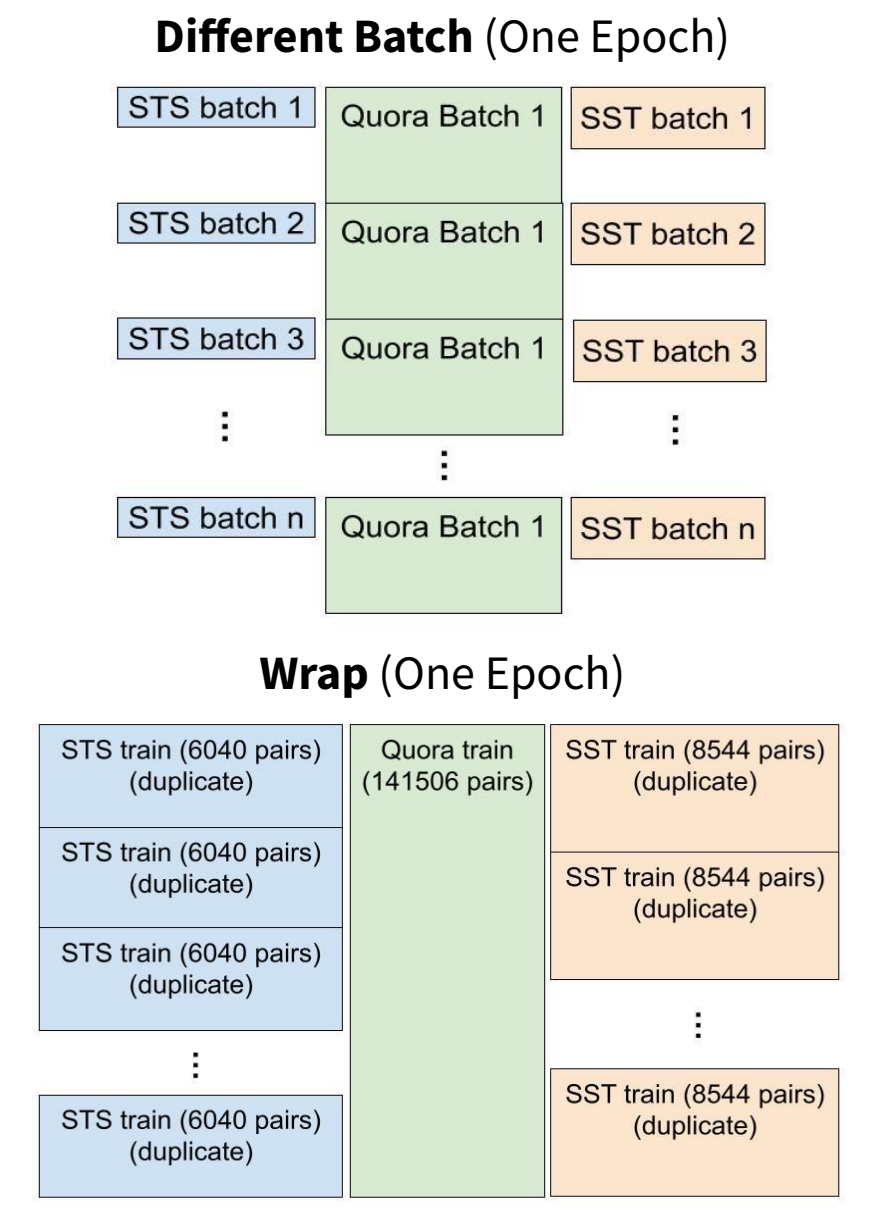 Different Batch (One Epoch)
STS batch 1
Quora Batch 1
SST batch 1
STS batch 2
Quora Batch 1
SST batch 2
STS batch 3
Quora Batch 1
SST batch 3
⋮
⋮
⋮
STS batch n
Quora Batch 1
SST batch n
Wrap (One Epoch)
STS train (6040 pairs)
(duplicate)
STS train (6040 pairs)
(duplicate)
STS train (6040 pairs)
(duplicate)
⋮
STS train (6040 pairs)
(duplicate)
Quora train
(141506 pairs)
SST train (8544 pairs)
(duplicate)
SST train (8544 pairs)
(duplicate)
⋮
SST train (8544 pairs)
(duplicate)